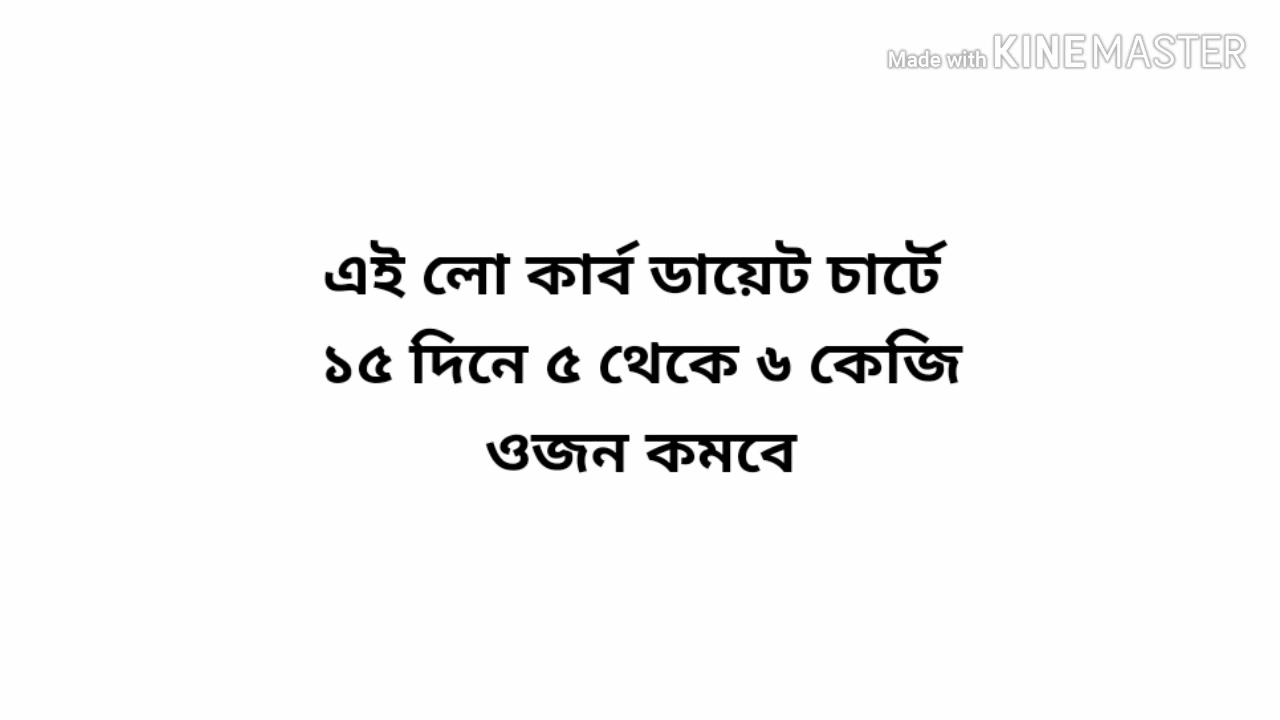 Made with KINEMASTER
এই লো কার্ব ডায়েট চার্টে
১৫ দিনে ৫ থেকে ৬ কেজি
ওজন কমবে